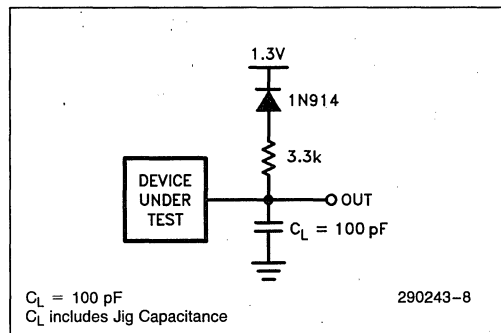 1.3V
1N914
3.3k
DEVICE
UNDER
TEST
OUT
C_L = 100 pF
C_L = 100 pF
C_L includes Jig Capacitance
290243-8